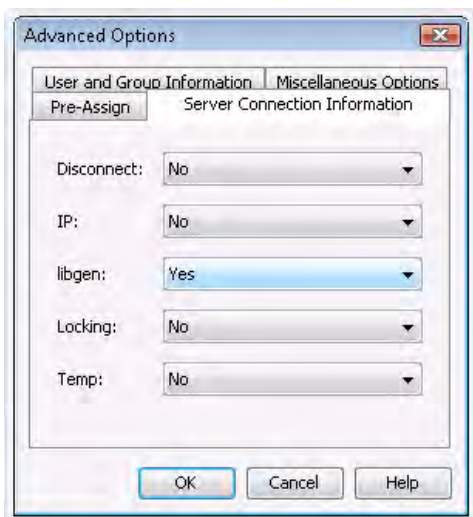 Advanced Options
User and Group Information Miscellaneous Options
Pre-Assign Server Connection Information
Disconnect: No
IP: No
libgen: Yes
Locking: No
Temp: No
OK Cancel Help